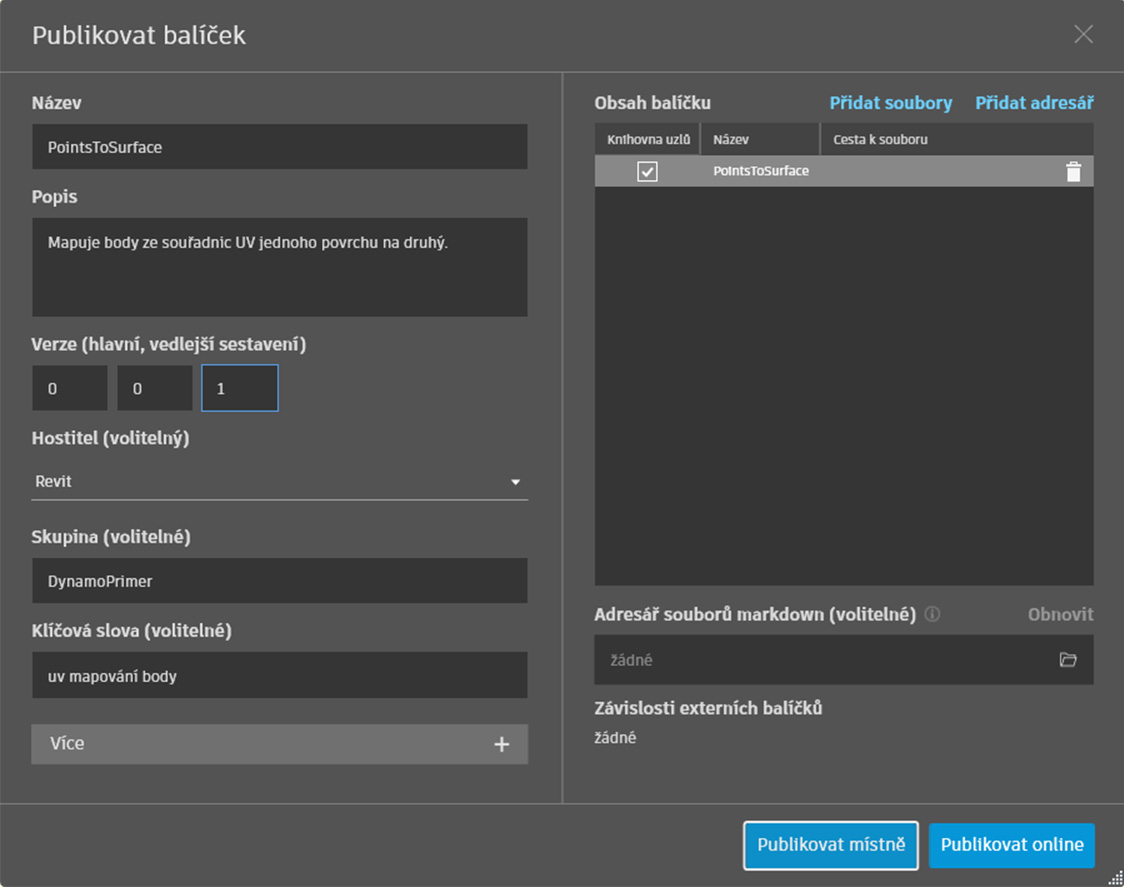 Publikovat balíček
Název
PointsToSurface
Popis
Mapuje body ze souřadnic UV jednoho povrchu na druhý.
Verze (hlavní, vedlejší sestavení)
0 0 1
Hostitel (volitelný)
Revit
Skupina (volitelné)
DynamoPrimer
Klíčová slova (volitelné)
uv mapování body
Více
Obsah balíčku Přidat soubory Přidat adresář
Knihovna uzlů Název Cesta k souboru
PointsToSurface
Adresář souborů markdown (volitelné) Obnovit
žádné
Závislosti externích balíčků
žádné
Publikovat místně Publikovat online